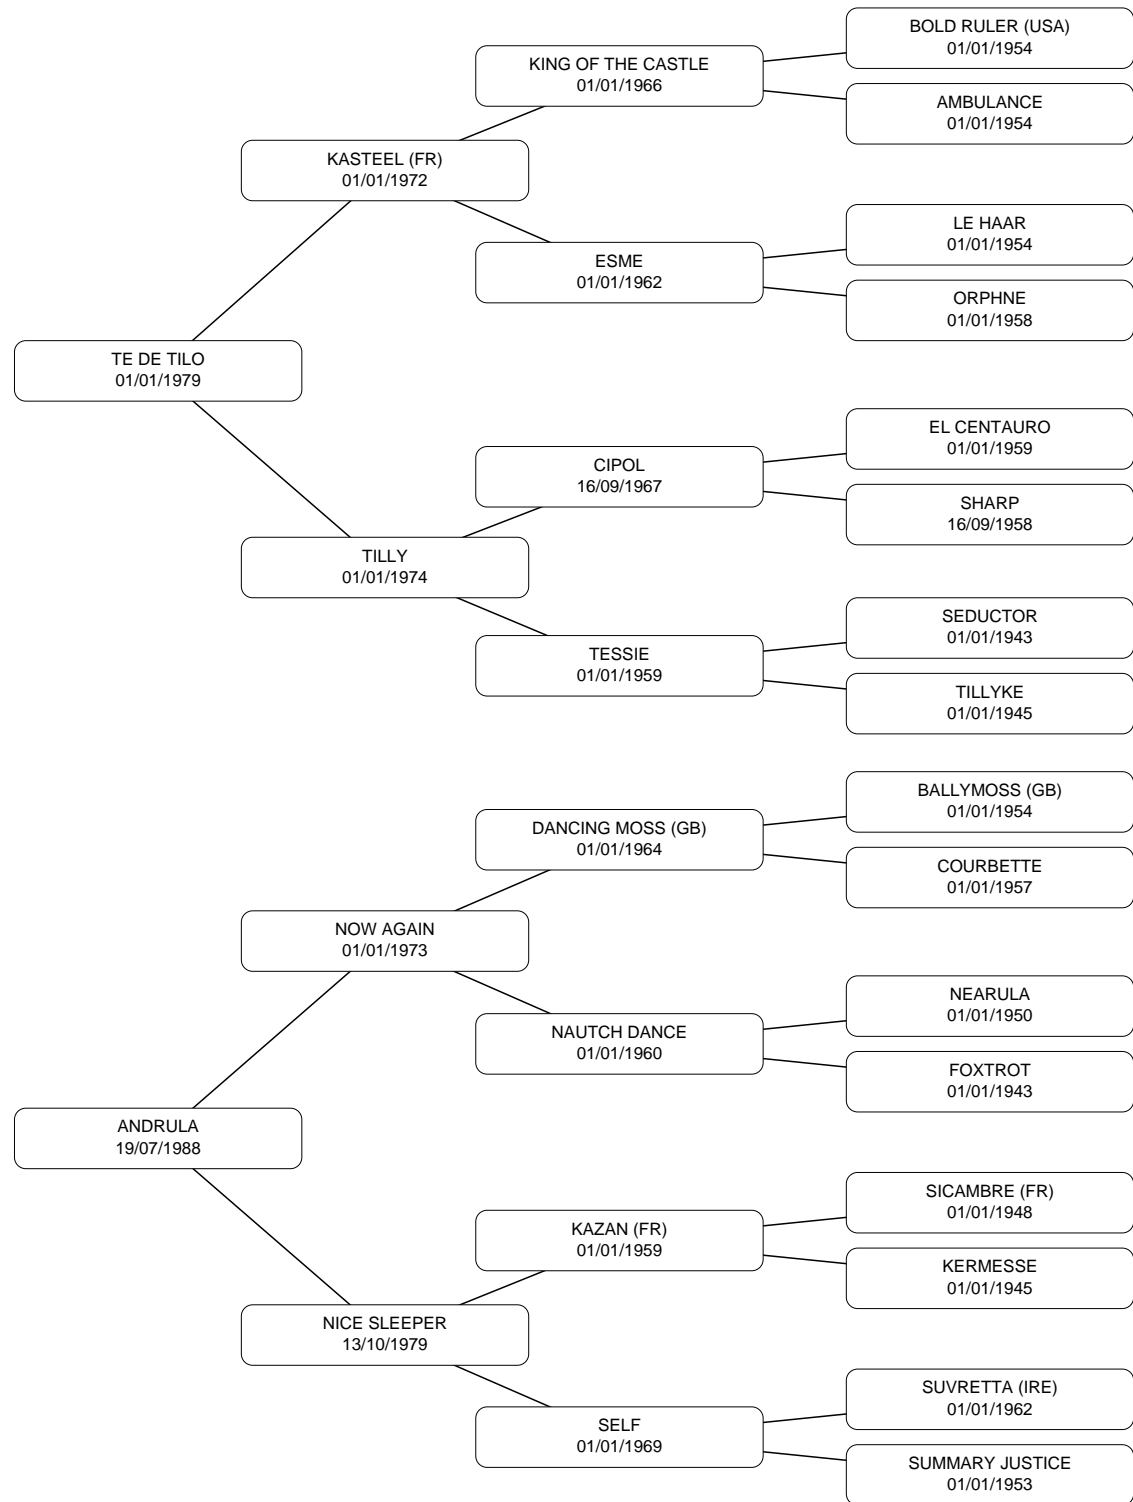 BOLD RULER (USA)
01/01/1954
KING OF THE CASTLE
01/01/1966
AMBULANCE
01/01/1954
KASTEEL (FR)
01/01/1972
LE HAAR
01/01/1954
ESME
01/01/1962
ORPHNE
01/01/1958
TE DE TILO
01/01/1979
EL CENTAURO
01/01/1959
CIPOL
16/09/1967
SHARP
16/09/1958
TILLY
01/01/1974
SEDUCTOR
01/01/1943
TESSIE
01/01/1959
TILLYKE
01/01/1945
BALLYMOSS (GB)
01/01/1954
DANCING MOSS (GB)
01/01/1964
COURBETTE
01/01/1957
NOW AGAIN
01/01/1973
NEARULA
01/01/1950
NAUTCH DANCE
01/01/1960
FOXTROT
01/01/1943
ANDRULA
19/07/1988
SICAMBRE (FR)
01/01/1948
KAZAN (FR)
01/01/1959
KERMESSE
01/01/1945
NICE SLEEPER
13/10/1979
SUVRETTA (IRE)
01/01/1962
SELF
01/01/1969
SUMMARY JUSTICE
01/01/1953